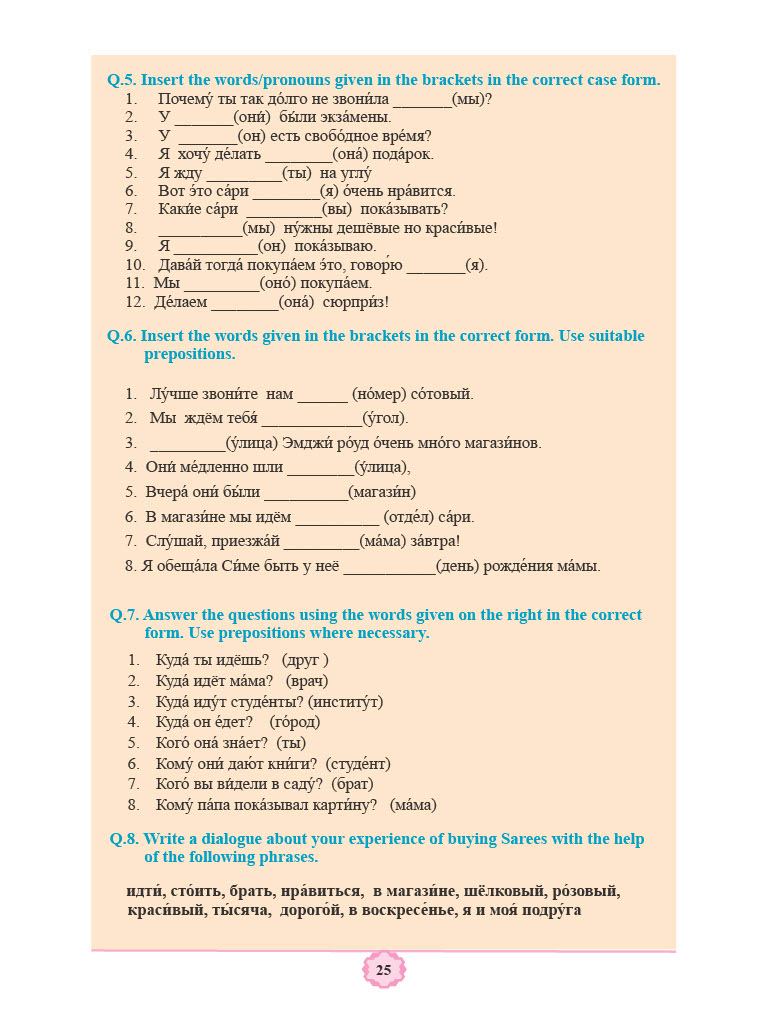 Q.5. Insert the words/pronouns given in the brackets in the correct case form.
1. Почему́ ты так до́лго не звони́ла _______(мы)?
2. У _______(они́) бы́ли экза́мены.
3. У _______(он) есть свобо́дное вре́мя?
4. Я хочу́ де́лать ________(она́) пода́рок.
5. Я жду _________(ты) на углу́
6. Вот э́то са́ри ________(я) о́чень нра́вится.
7. Каки́е са́ри _________(вы) пока́зывать?
8. __________(мы) ну́жны дешёвые но краси́вые!
9. Я __________(он) пока́зываю.
10. Дава́й тогда́ покупа́ем э́то, говорю́ _______(я).
11. Мы _________(оно́) покупа́ем.
12. Де́лаем ________(она́) сюрпри́з!
Q.6. Insert the words given in the brackets in the correct form. Use suitable
prepositions.
1. Лу́чше звони́те нам ______ (но́мер) со́товый.
2. Мы ждём тебя́ ____________(у́гол).
3. _________(у́лица) Эмджи́ ро́уд о́чень мно́го магази́нов.
4. Они́ ме́дленно шли ________(у́лица),
5. Вчера́ они́ бы́ли __________(магази́н)
6. В магази́не мы идём __________ (отде́л) са́ри.
7. Слу́шай, приезжа́й _________(ма́ма) за́втра!
8. Я обеща́ла Си́ме быть у неё ___________(день) рожде́ния ма́мы.
Q.7. Answer the questions using the words given on the right in the correct
form. Use prepositions where necessary.
1. Куда́ ты идёшь? (друг )
2. Куда́ идёт ма́ма? (врач)
3. Куда́ иду́т студе́нты? (институ́т)
4. Куда́ он е́дет? (го́род)
5. Кого́ она́ зна́ет? (ты)
6. Кому́ они́ даю́т кни́ги? (студе́нт)
7. Кого́ вы ви́дели в саду́? (брат)
8. Кому́ па́па пока́зывал карти́ну? (ма́ма)
Q.8. Write a dialogue about your experience of buying Sarees with the help
of the following phrases.
идти́, сто́ить, брать, нра́виться, в магази́не, шёлковый, ро́зовый,
краси́вый, ты́сяча, дорого́й, в воскресе́нье, я и моя́ подру́га
25